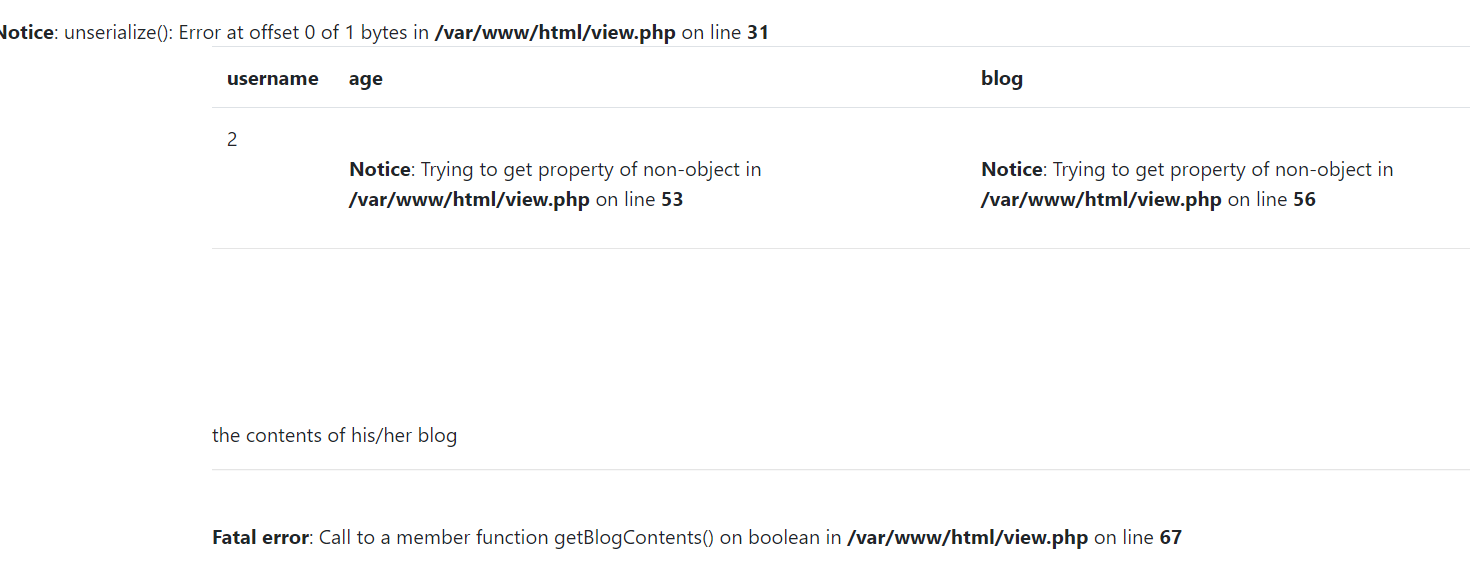 Notice: unserialize(): Error at offset 0 of 1 bytes in /var/www/html/view.php on line 31
username age blog
2
Notice: Trying to get property of non-object in
/var/www/html/view.php on line 53
Notice: Trying to get property of non-object in
/var/www/html/view.php on line 56
the contents of his/her blog
Fatal error: Call to a member function getBlogContents() on boolean in /var/www/html/view.php on line 67